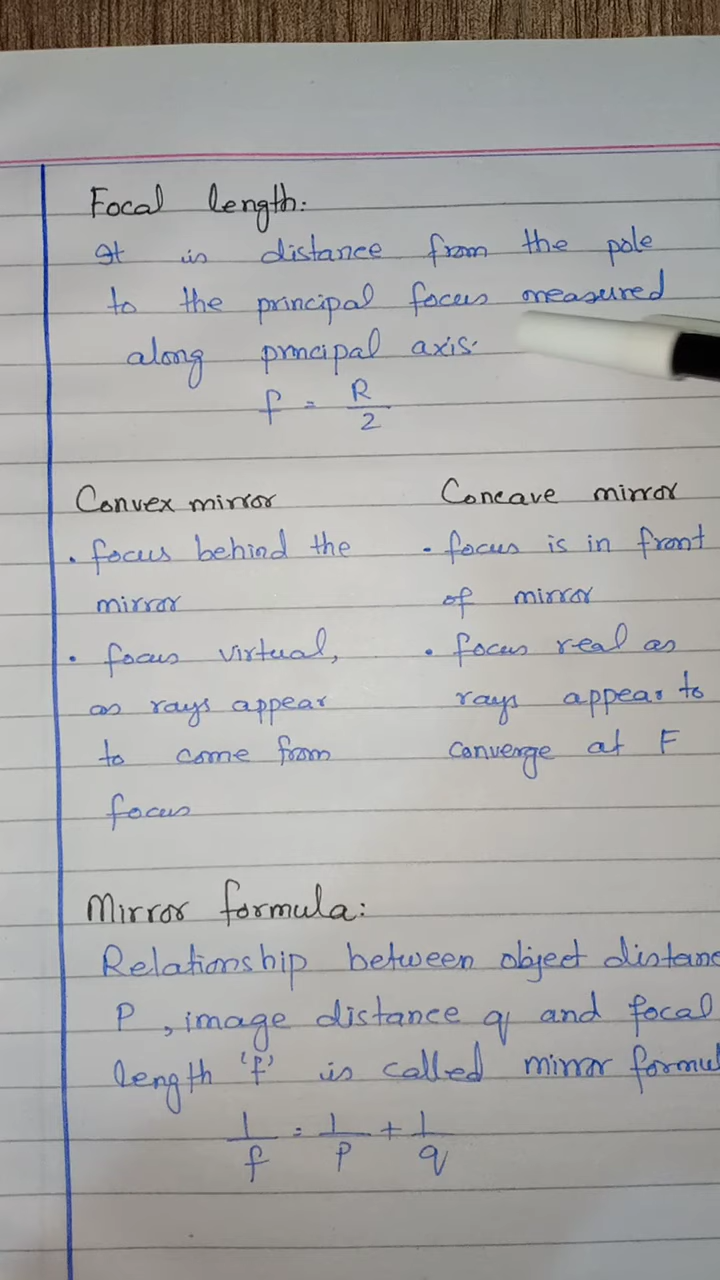 Focal length:
It is distance from the pole
to the principal focus measured
along principal axis.
f = R/2
Convex mirror
• focus behind the
mirror
• focus virtual,
as rays appear
to come from
focus
Concave mirror
• focus is in front
of mirror
• focus real as
rays appear to
converge at F
Mirror formula:
Relationship between object distanc
P, image distance q and focal
length 'f' is called mirror formul
1/f = 1/p + 1/q